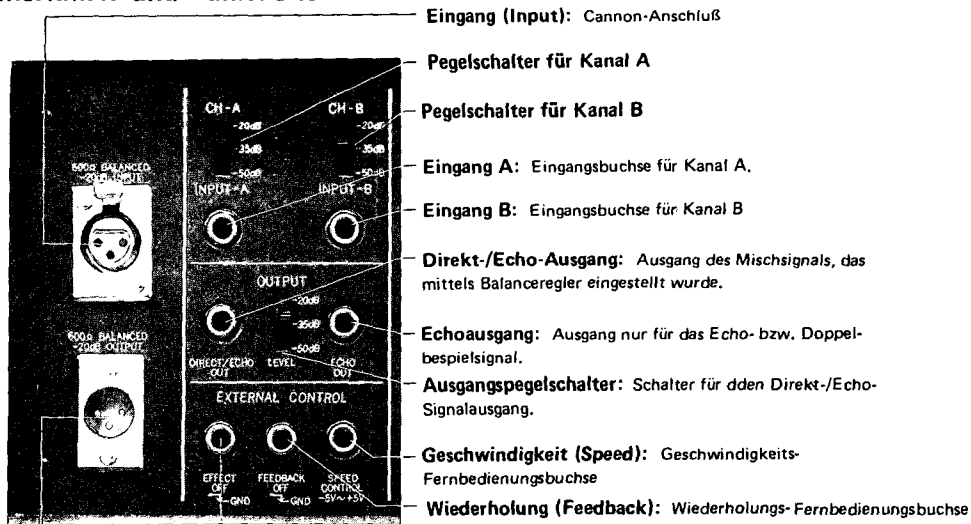 Eingang (Input): Cannon-Anschluß
Pegelschalter für Kanal A
Pegelschalter für Kanal B
Eingang A: Eingangsbuchse für Kanal A.
Eingang B: Eingangsbuchse für Kanal B
Direkt-/Echo-Ausgang: Ausgang des Mischsignals, das
mittels Balanceregler eingestellt wurde.
Echoausgang: Ausgang nur für das Echo- bzw. Doppel-
bespielsignal.
Ausgangspegelschalter: Schalter für dden Direkt-/Echo-
Signalausgang.
Geschwindigkeit (Speed): Geschwindigkeits-
Fernbedienungsbuchse
Wiederholung (Feedback): Wiederholungs-Fernbedienungsbuchse
600Ω BALANCED
-20dB INPUT
600Ω BALANCED
-20dB OUTPUT
CH-A CH-B
-20dB -20dB
-35dB -35dB
-50dB -50dB
INPUT-A INPUT-B
OUTPUT
-20dB
-35dB
-50dB
DIRECT/ECHO LEVEL ECHO
OUT OUT
EXTERNAL CONTROL
EFFECT FEEDBACK SPEED
OFF OFF CONTROL
GND GND -5V~+5V